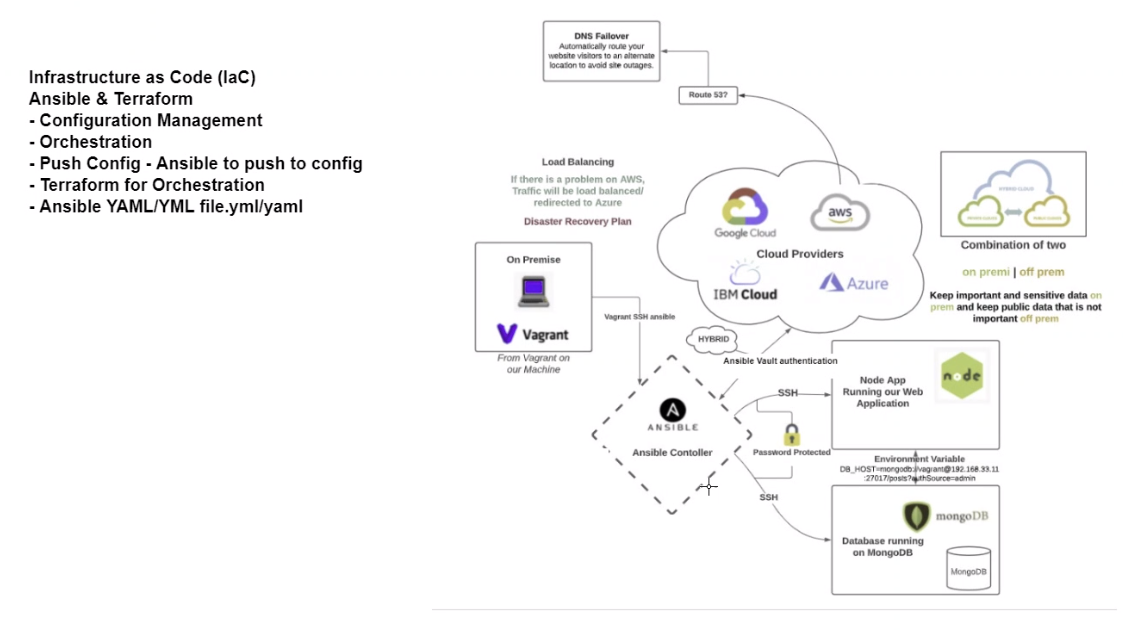 Infrastructure as Code (IaC)
Ansible & Terraform
- Configuration Management
- Orchestration
- Push Config - Ansible to push to config
- Terraform for Orchestration
- Ansible YAML/YML file.yml/yaml
DNS Failover
Automatically route your
website visitors to an alternate
location to avoid site outages.
Route 53?
Load Balancing
If there is a problem on AWS,
Traffic will be load balanced/
redirected to Azure
Disaster Recovery Plan
On Premise
Vagrant
From Vagrant on
our Machine
Vagrant SSH ansible
Google Cloud
aws
Cloud Providers
IBM Cloud
Azure
HYBRID CLOUD
PRIVATE CLOUD
PUBLIC CLOUD
Combination of two
on premi | off prem
Keep important and sensitive data on
prem and keep public data that is not
important off prem
HYBRID
Ansible Vault authentication
ANSIBLE
Ansible Contoller
SSH
Password Protected
SSH
Node App
Running our Web
Application
node
Environment Variable
DB_HOST=mongodb://vagrant@192.168.33.11
:27017/posts?authSource=admin
mongoDB
Database running
on MongoDB
MongoDB